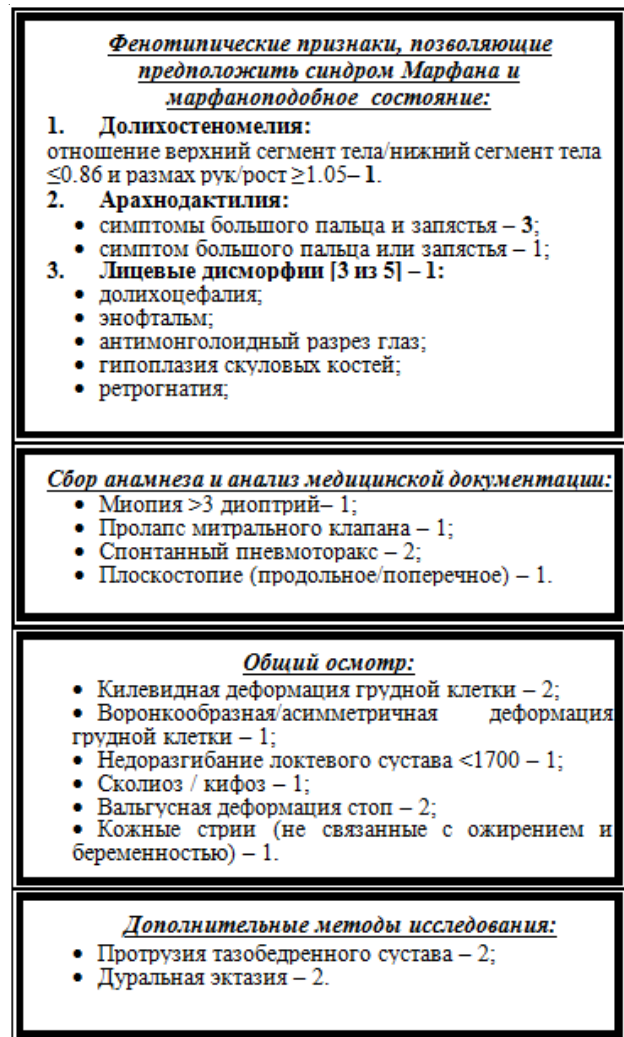 Фенотипические признаки, позволяющие
предположить синдром Марфана и
марфаноподобное состояние:
1. Долихостеномелия:
отношение верхний сегмент тела/нижний сегмент тела
≤0.86 и размах рук/рост ≥1.05– 1.
2. Арахнодактилия:
• симптомы большого пальца и запястья – 3;
• симптом большого пальца или запястья – 1;
3. Лицевые дисморфии [3 из 5] – 1:
• долихоцефалия;
• энофтальм;
• антимонголоидный разрез глаз;
• гипоплазия скуловых костей;
• ретрогнатия;
Сбор анамнеза и анализ медицинской документации:
• Миопия >3 диоптрий– 1;
• Пролапс митрального клапана – 1;
• Спонтанный пневмоторакс – 2;
• Плоскостопие (продольное/поперечное) – 1.
Общий осмотр:
• Килевидная деформация грудной клетки – 2;
• Воронкообразная/асимметричная деформация
грудной клетки – 1;
• Недоразгибание локтевого сустава <1700 – 1;
• Сколиоз / кифоз – 1;
• Вальгусная деформация стоп – 2;
• Кожные стрии (не связанные с ожирением и
беременностью) – 1.
Дополнительные методы исследования:
• Протрузия тазобедренного сустава – 2;
• Дуральная эктазия – 2.